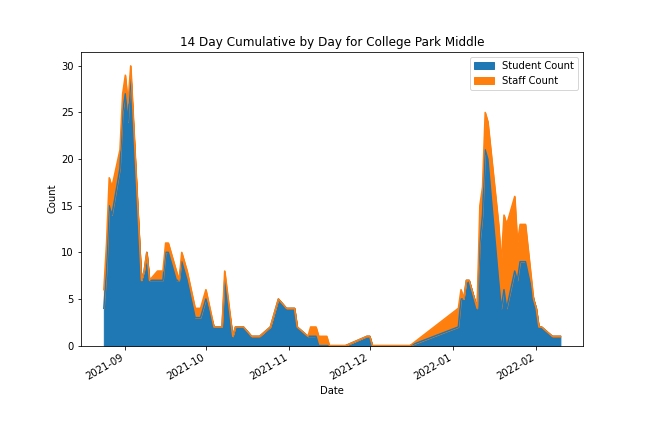 14 Day Cumulative by Day for College Park Middle
Student Count
Staff Count
30
25
20
15
10
5
0
Count
2021-09
2021-10
2021-11
2021-12
2022-01
2022-02
Date